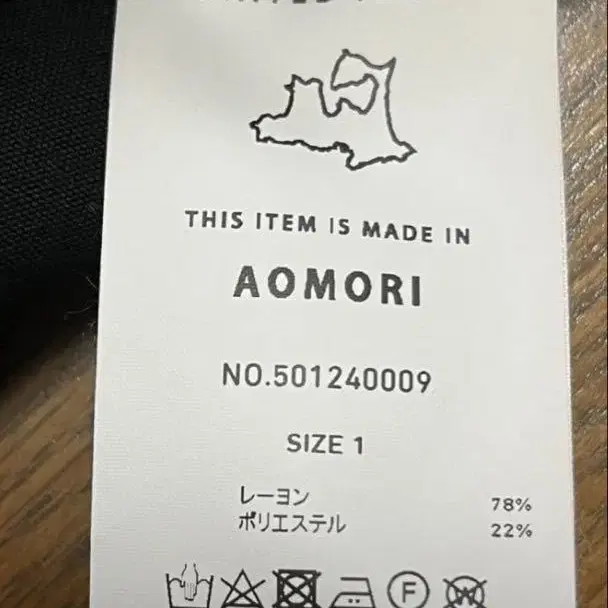 THIS ITEM IS MADE IN
AOMORI
NO.501240009
SIZE 1
レーヨン 78%
ポリエステル 22%
F
W